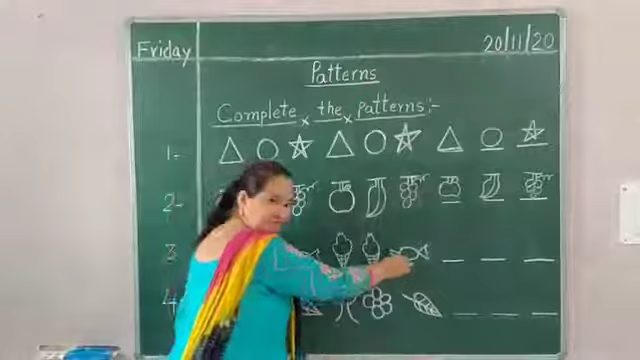 Friday
20/11/20
Patterns
Complete the patterns:-
1-
2-
3
4